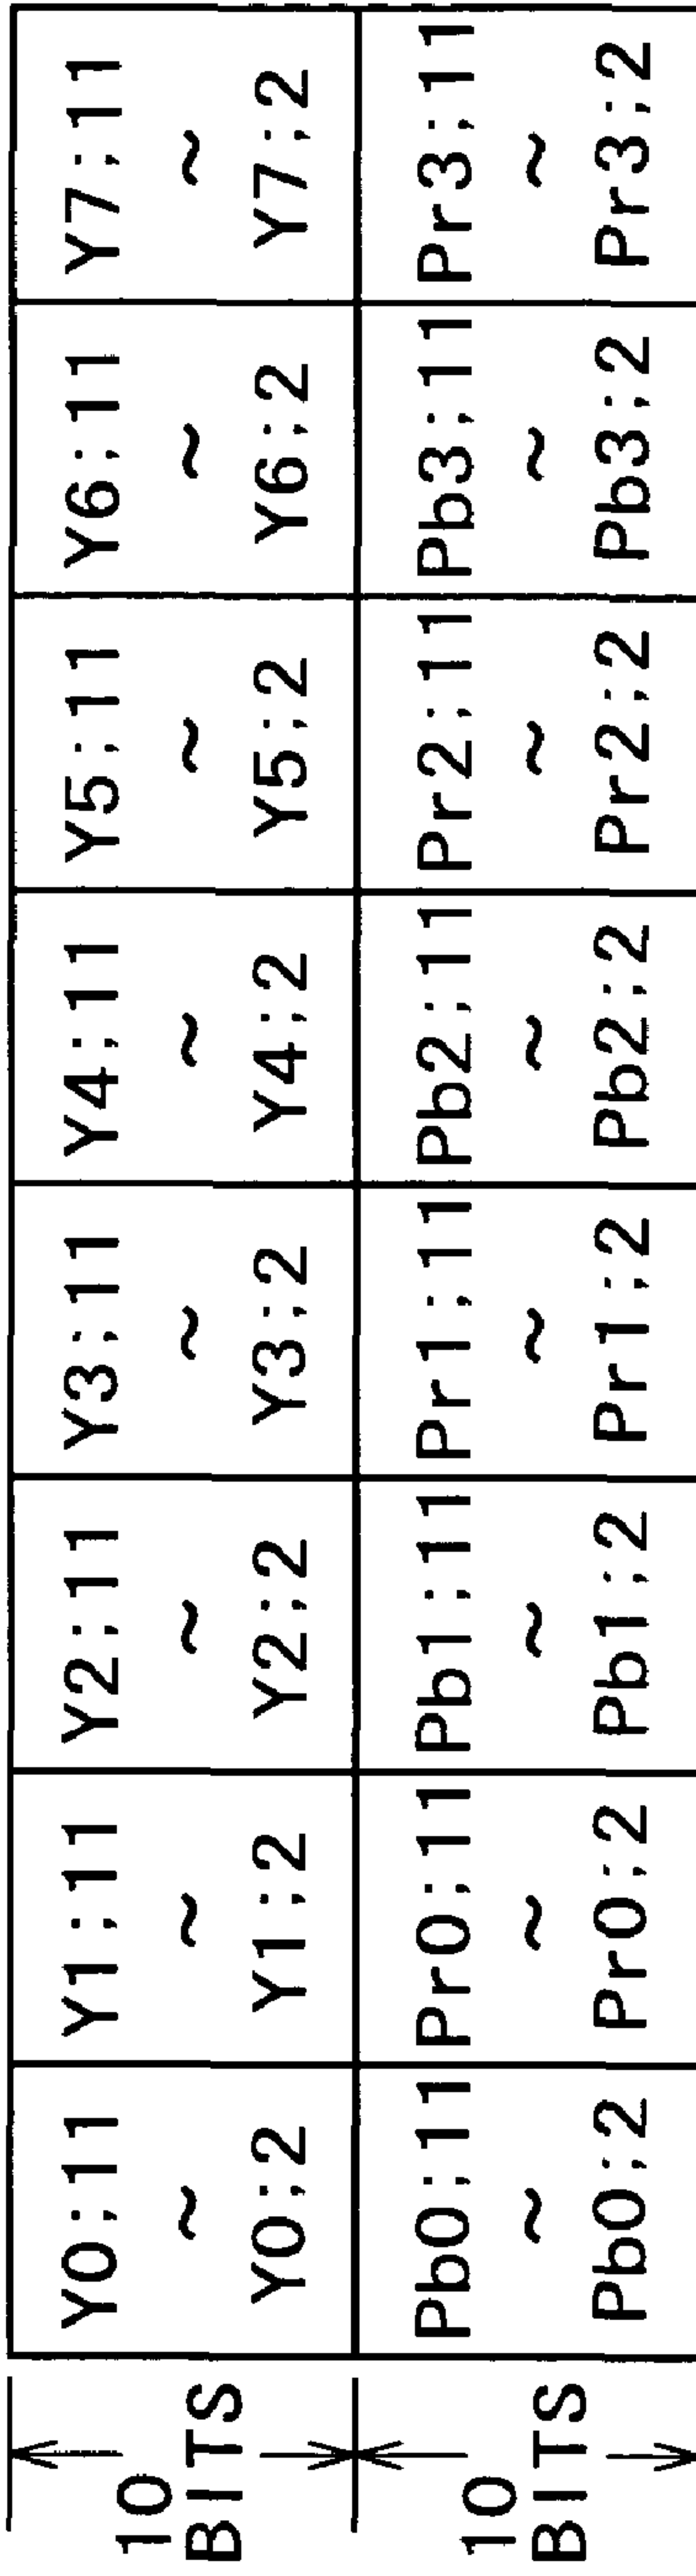 10 BITS
Y0;11 Y1;11 Y2;11 Y3;11 Y4;11 Y5;11 Y6;11 Y7;11
~ ~ ~ ~ ~ ~ ~ ~
Y0;2 Y1;2 Y2;2 Y3;2 Y4;2 Y5;2 Y6;2 Y7;2
10 BITS
Pb0;11 Pr0;11 Pb1;11 Pr1;11 Pb2;11 Pr2;11 Pb3;11 Pr3;11
~ ~ ~ ~ ~ ~ ~ ~
Pb0;2 Pr0;2 Pb1;2 Pr1;2 Pb2;2 Pr2;2 Pb3;2 Pr3;2